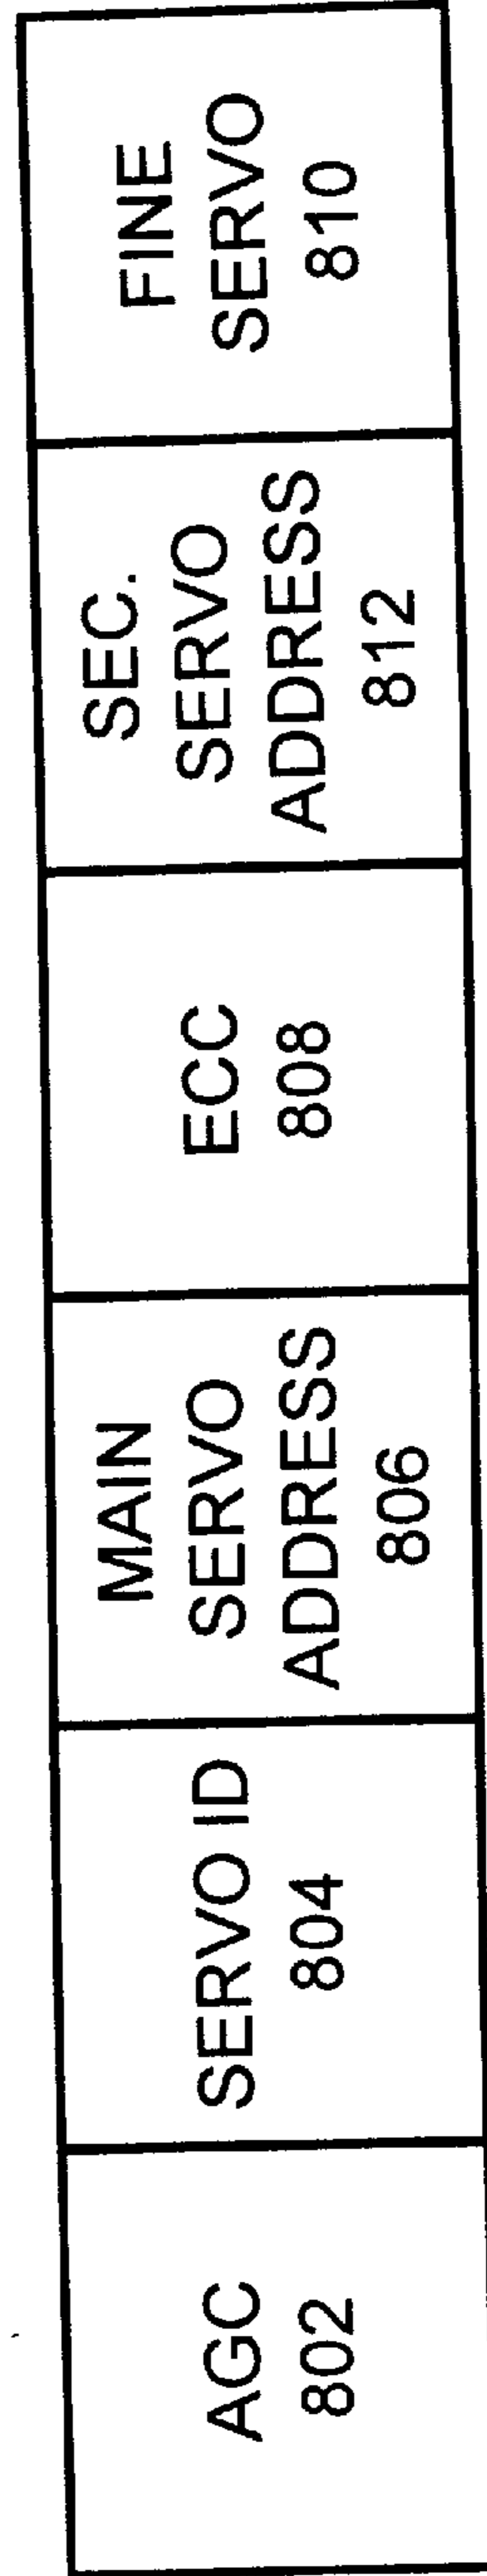 AGC
802
SERVO ID
804
MAIN
SERVO
ADDRESS
806
ECC
808
SEC.
SERVO
ADDRESS
812
FINE
SERVO
810